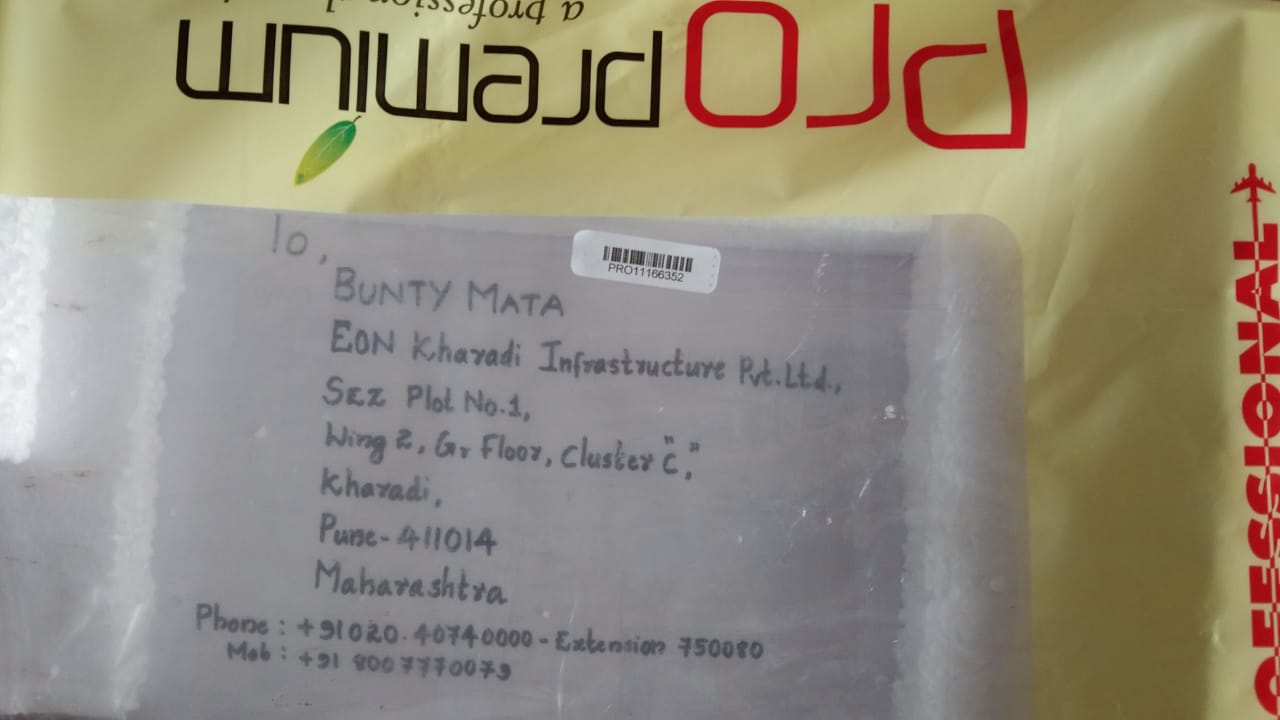 a professional
PrO premium
PRO11166352
To,
BUNTY MATA
EON Kharadi Infrastructure Pvt.Ltd.,
SEZ Plot No.1,
Wing 2, Gr Floor, Cluster "C",
Kharadi,
Pune-411014
Maharashtra
Phone : +91020.40740000 - Extension 750080
Mob : +91 8007770079
OFESSIONAL